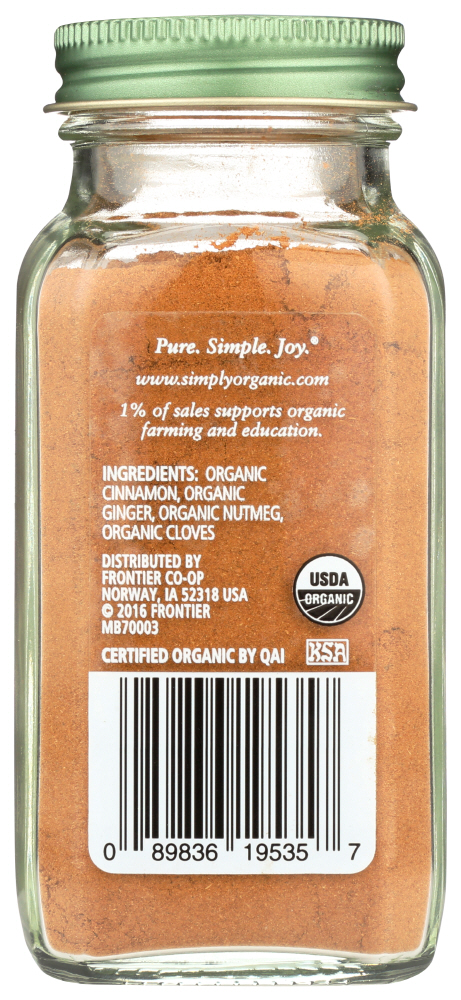 Pure. Simple. Joy.®
www.simplyorganic.com
1% of sales supports organic
farming and education.
INGREDIENTS: ORGANIC
CINNAMON, ORGANIC
GINGER, ORGANIC NUTMEG,
ORGANIC CLOVES
DISTRIBUTED BY
FRONTIER CO-OP
NORWAY, IA 52318 USA
© 2016 FRONTIER
MB70003
USDA
ORGANIC
CERTIFIED ORGANIC BY QAI
KSA
0 89836 19535 7